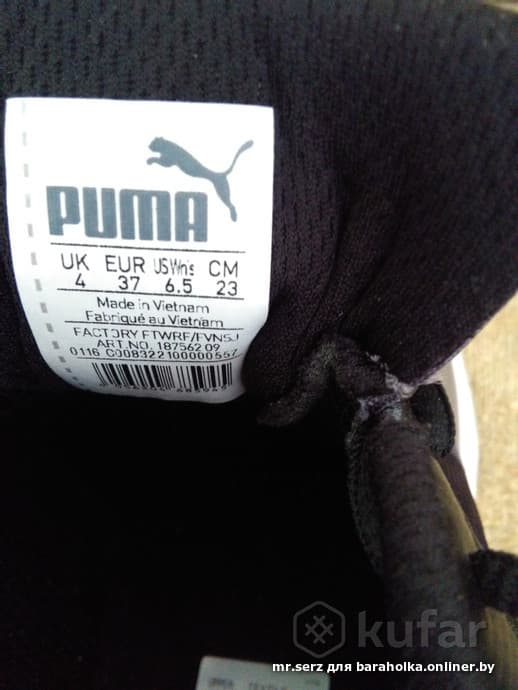 PUMA
UK EUR US Wn's CM
4 37 6.5 23
Made in Vietnam
Fabriqué au Vietnam
FACTORY FTWRF/FVN5J
ART.NO. 187562 09
0116 C008322100000557
kufar
mr.serz для baraholka.onliner.by